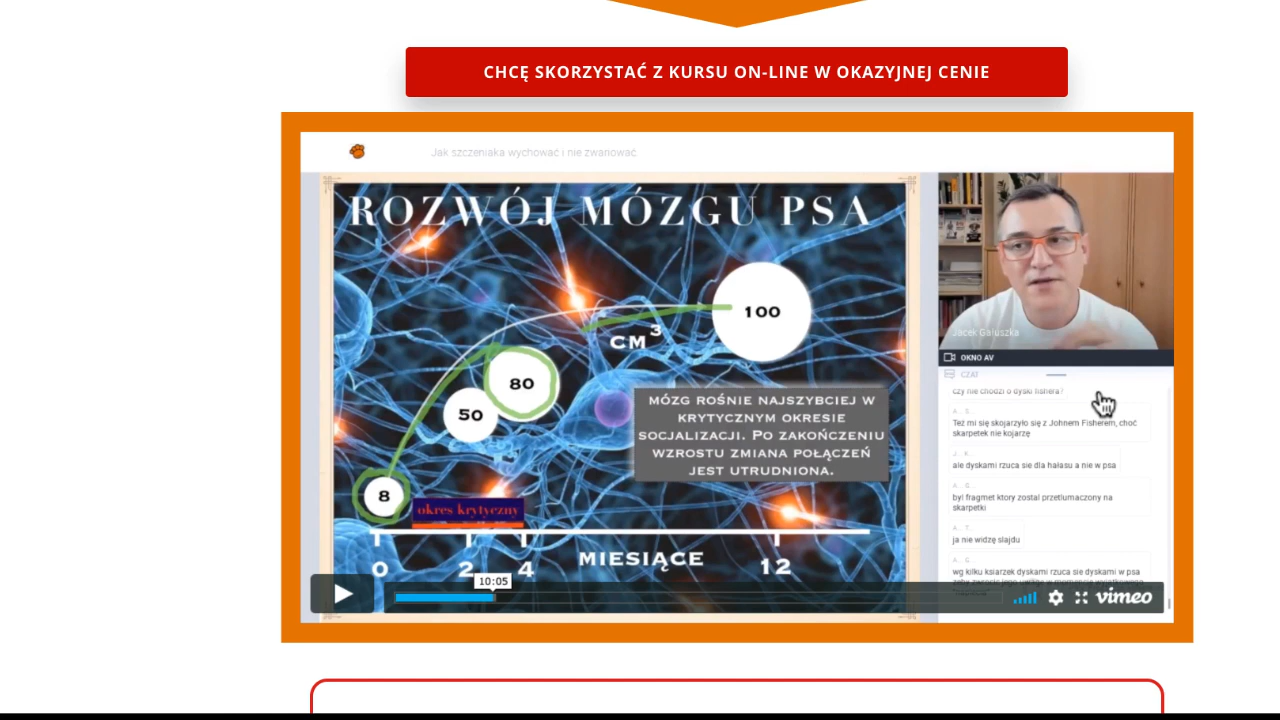 CHCĘ SKORZYSTAĆ Z KURSU ON-LINE W OKAZYJNEJ CENIE
Jak szczeniaka wychować i nie zwariować
ROZWÓJ MÓZGU PSA
100
CM3
80
50
8
MÓZG ROŚNIE NAJSZYBCIEJ W
KRYTYCZNYM OKRESIE
SOCJALIZACJI. PO ZAKOŃCZENIU
WZROSTU ZMIANA POŁĄCZEŃ
JEST UTRUDNIONA.
okres krytyczny
MIESIĄCE
0
2
4
12
10:05
vimeo
Jacek Gałuszka
OKNO AV
CZAT
czy nie chodzi o dyski fishera?
A... S...
Też mi się skojarzyło się z Johnem Fisherem, choć
skarpetek nie kojarzę
J... K...
ale dyskami rzuca sie dla hałasu a nie w psa
A... G...
byl fragmet ktory zostal przetlumaczony na
skarpetki
A... T...
ja nie widzę slajdu
A... G...
wg kilku ksiarzek dyskami rzuca sie dyskami w psa